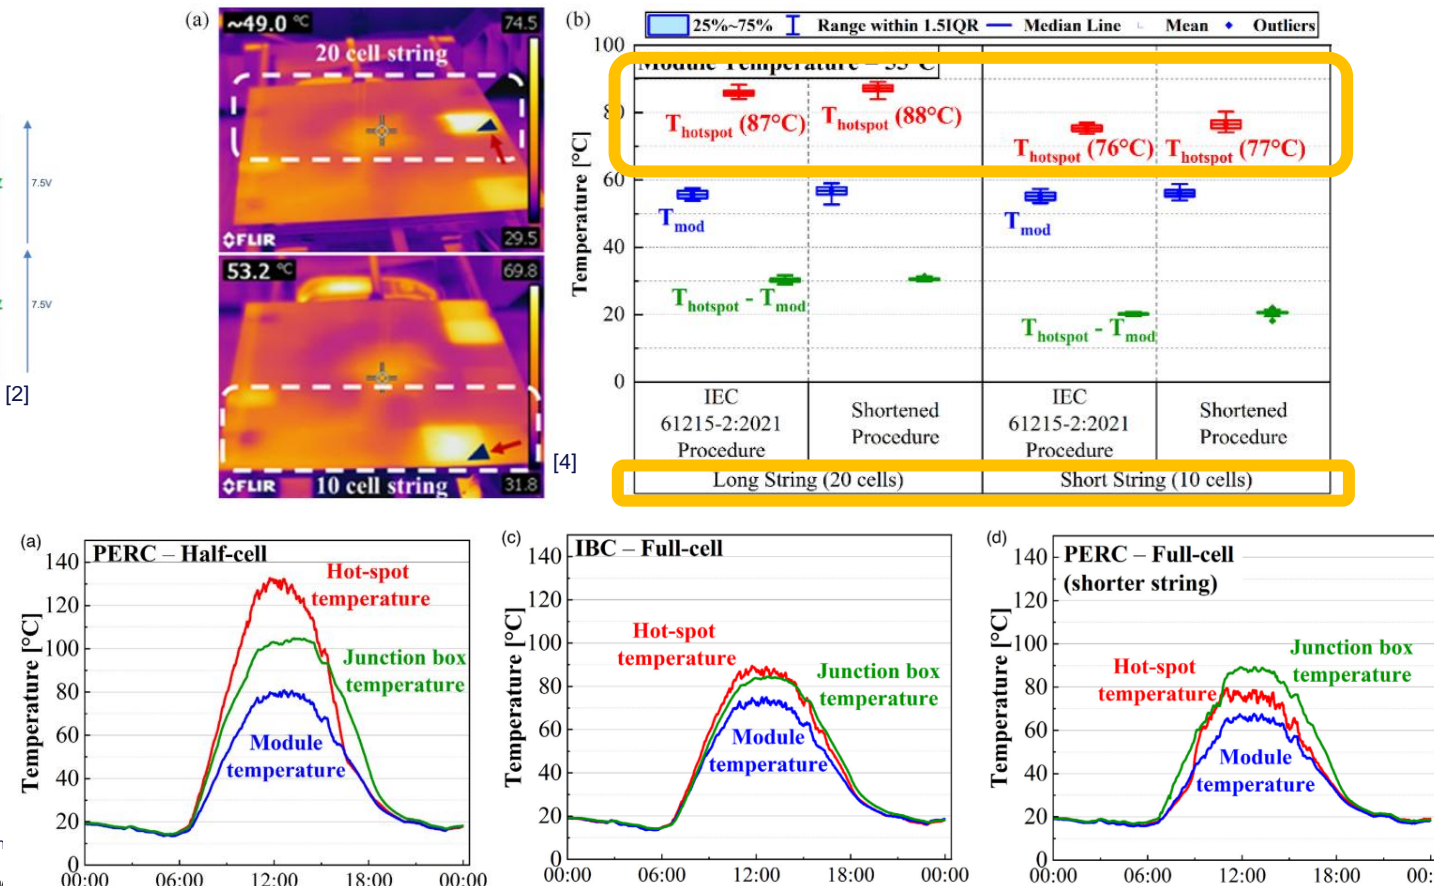 7.5V
7.5V
[2]
(a)
~49.0 °C
74.5
20 cell string
FLIR
29.5
53.2 °C
69.8
FLIR
10 cell string
31.8
[4]
(b)
25%~75% Range within 1.5IQR Median Line Mean Outliers
Temperature [°C]
100
80
60
40
20
0
Module Temperature = 55°C
T hotspot (87°C)
T hotspot (88°C)
T hotspot (76°C)
T hotspot (77°C)
T mod
T mod
T hotspot - T mod
T hotspot - T mod
IEC
61215-2:2021
Procedure
Shortened
Procedure
IEC
61215-2:2021
Procedure
Shortened
Procedure
Long String (20 cells)
Short String (10 cells)
(a)
PERC – Half-cell
Temperature [°C]
140
120
100
80
60
40
20
0
Hot-spot
temperature
Junction box
temperature
Module
temperature
00:00 06:00 12:00 18:00 00:00
(c)
IBC – Full-cell
Temperature [°C]
140
120
100
80
60
40
20
0
Hot-spot
temperature
Junction box
temperature
Module
temperature
00:00 06:00 12:00 18:00 00:00
(d)
PERC – Full-cell
(shorter string)
Temperature [°C]
140
120
100
80
60
40
20
0
Hot-spot
temperature
Junction box
temperature
Module
temperature
00:00 06:00 12:00 18:00